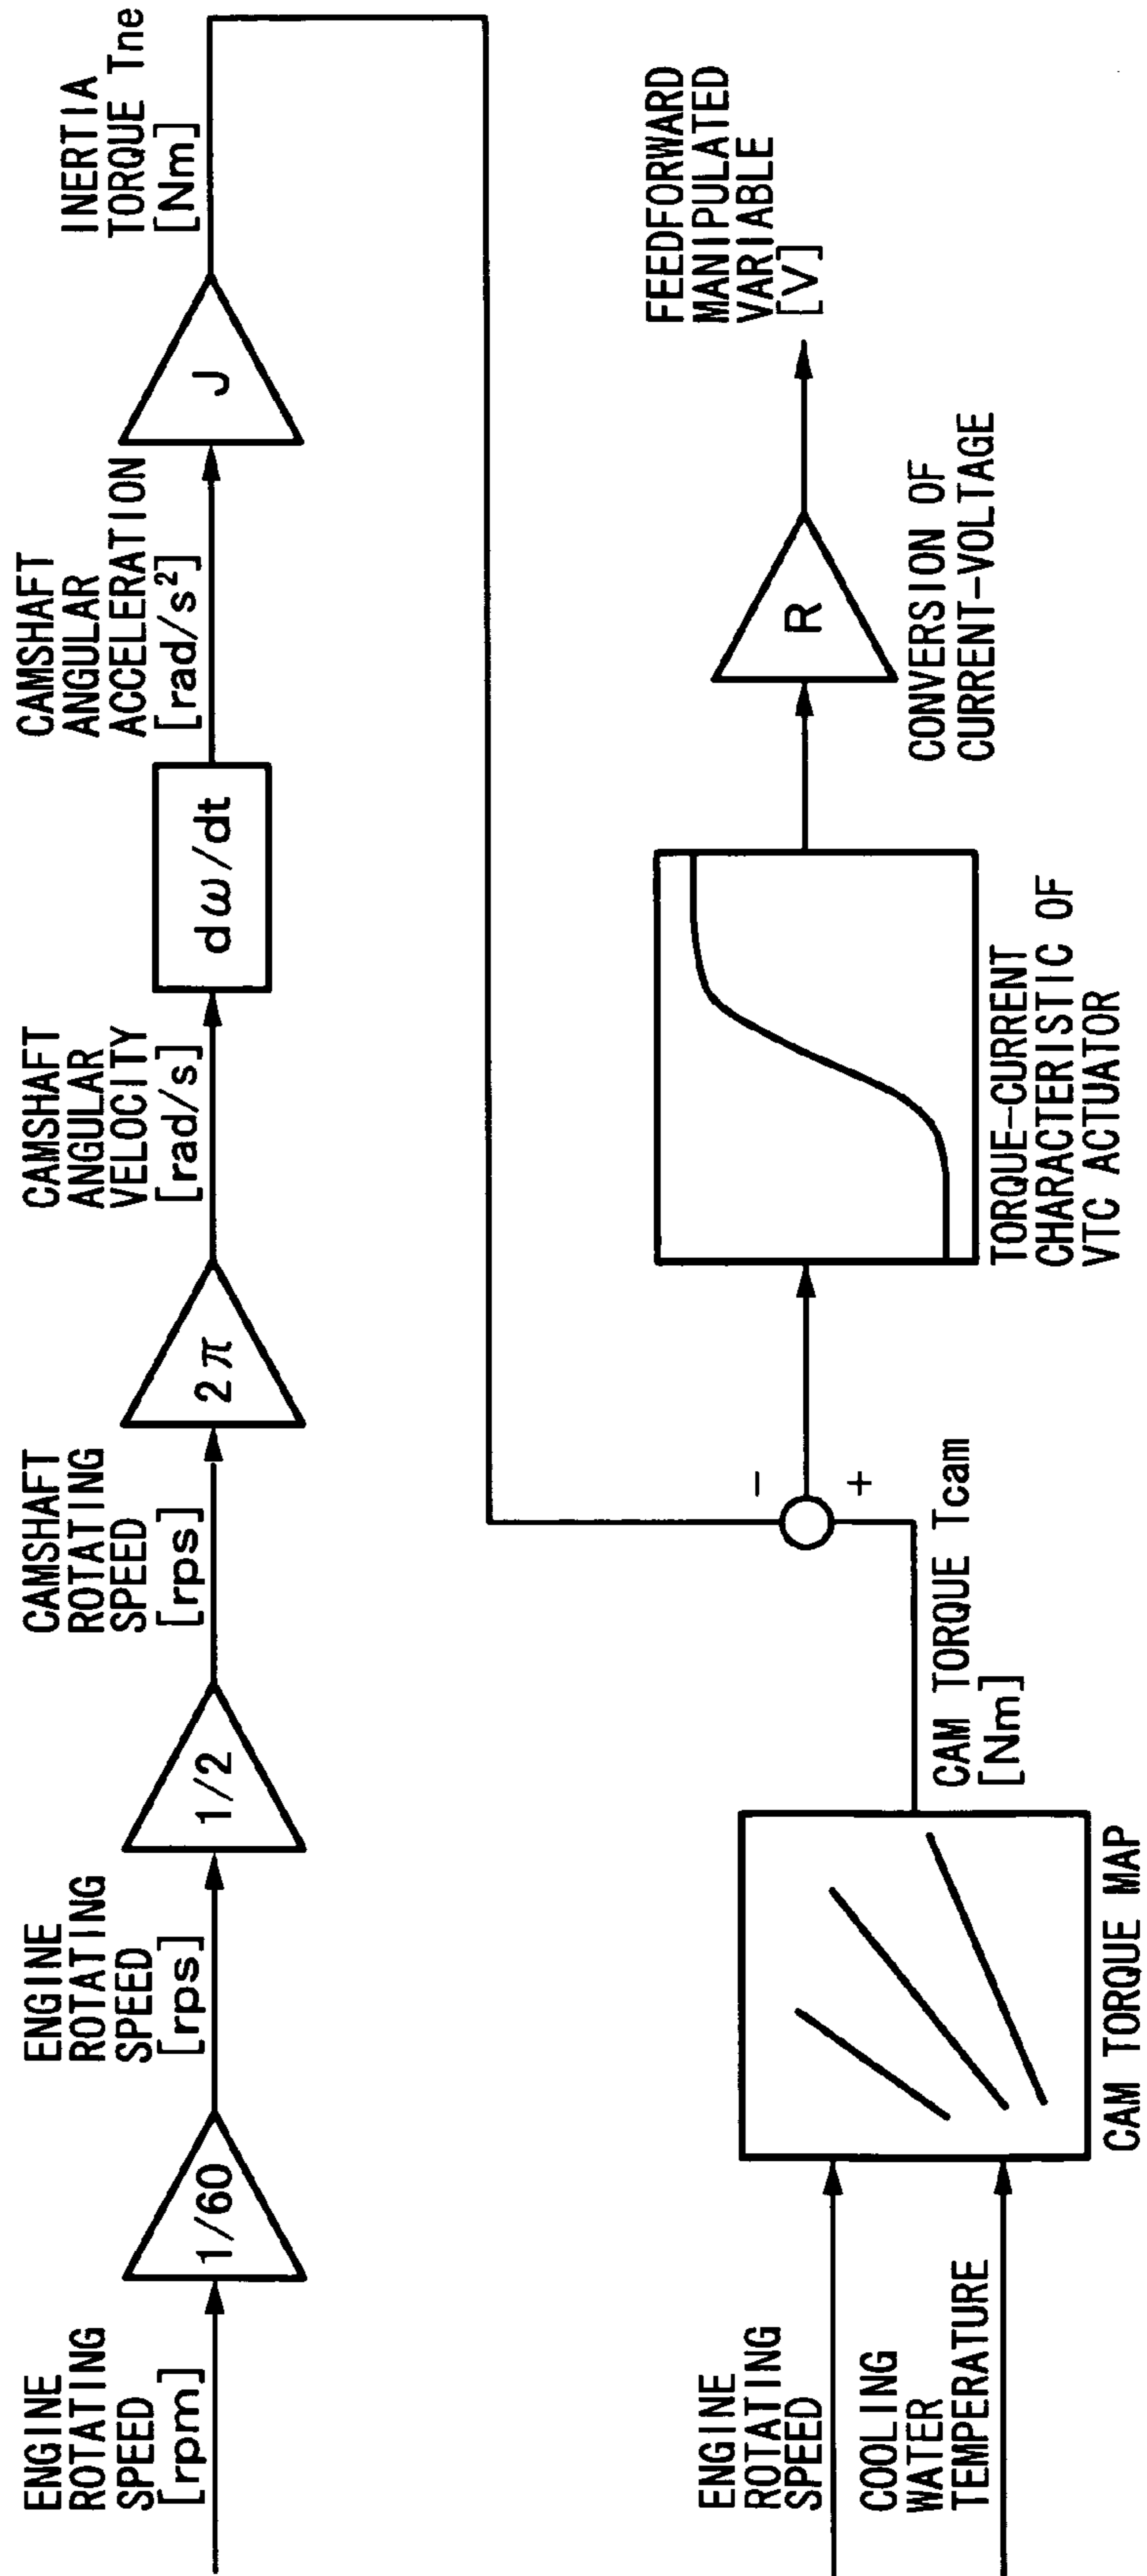 ENGINE
ROTATING
SPEED
[rpm]
1/60
ENGINE
ROTATING
SPEED
[rps]
1/2
CAMSHAFT
ROTATING
SPEED
[rps]
2π
CAMSHAFT
ANGULAR
VELOCITY
[rad/s]
dω/dt
CAMSHAFT
ANGULAR
ACCELERATION
[rad/s²]
J
INERTIA
TORQUE Tne
[Nm]
ENGINE
ROTATING
SPEED
COOLING
WATER
TEMPERATURE
CAM TORQUE MAP
CAM TORQUE Tcam
[Nm]
-
+
TORQUE-CURRENT
CHARACTERISTIC OF
VTC ACTUATOR
R
CONVERSION OF
CURRENT-VOLTAGE
FEEDFORWARD
MANIPULATED
VARIABLE
[V]